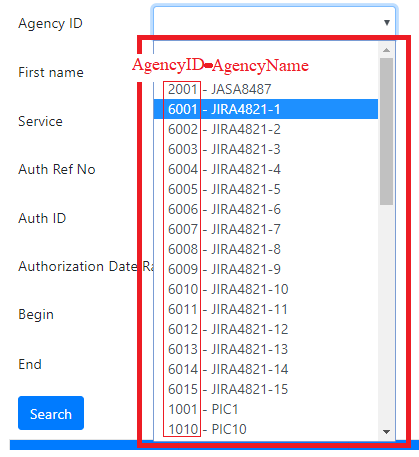 Agency ID
AgencyID-AgencyName
First name
2001 - JASA8487
6001 - JIRA4821-1
Service
6002 - JIRA4821-2
6003 - JIRA4821-3
Auth Ref No
6004 - JIRA4821-4
6005 - JIRA4821-5
6006 - JIRA4821-6
Auth ID
6007 - JIRA4821-7
6008 - JIRA4821-8
Authorization Date Ra
6009 - JIRA4821-9
6010 - JIRA4821-10
Begin
6011 - JIRA4821-11
6012 - JIRA4821-12
6013 - JIRA4821-13
End
6014 - JIRA4821-14
6015 - JIRA4821-15
Search
1001 - PIC1
1010 - PIC10